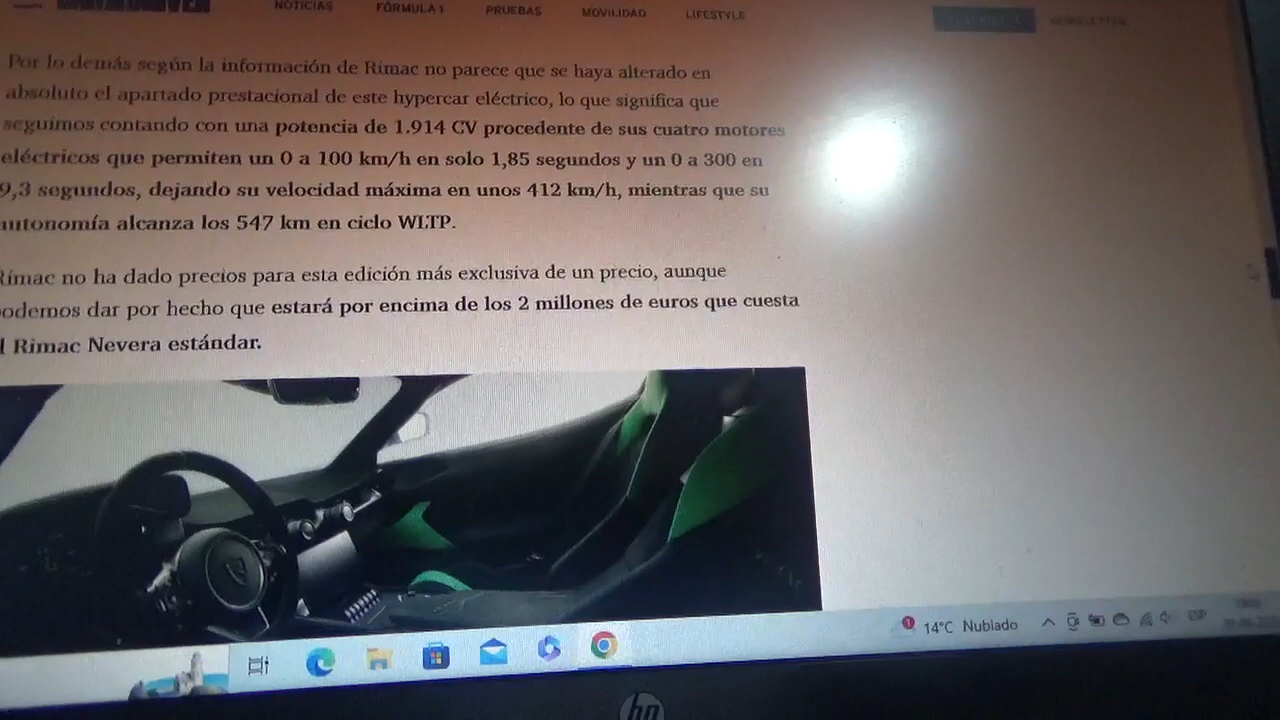 NOTICIAS FÓRMULA 1 PRUEBAS MOVILIDAD LIFESTYLE
Por lo demás según la información de Rimac no parece que se haya alterado en
absoluto el apartado prestacional de este hypercar eléctrico, lo que significa que
seguimos contando con una potencia de 1.914 CV procedente de sus cuatro motores
eléctricos que permiten un 0 a 100 km/h en solo 1,85 segundos y un 0 a 300 en
9,3 segundos, dejando su velocidad máxima en unos 412 km/h, mientras que su
autonomía alcanza los 547 km en ciclo WLTP.
Rimac no ha dado precios para esta edición más exclusiva de un precio, aunque
podemos dar por hecho que estará por encima de los 2 millones de euros que cuesta
l Rimac Nevera estándar.
1 14°C Nublado ESP
hp